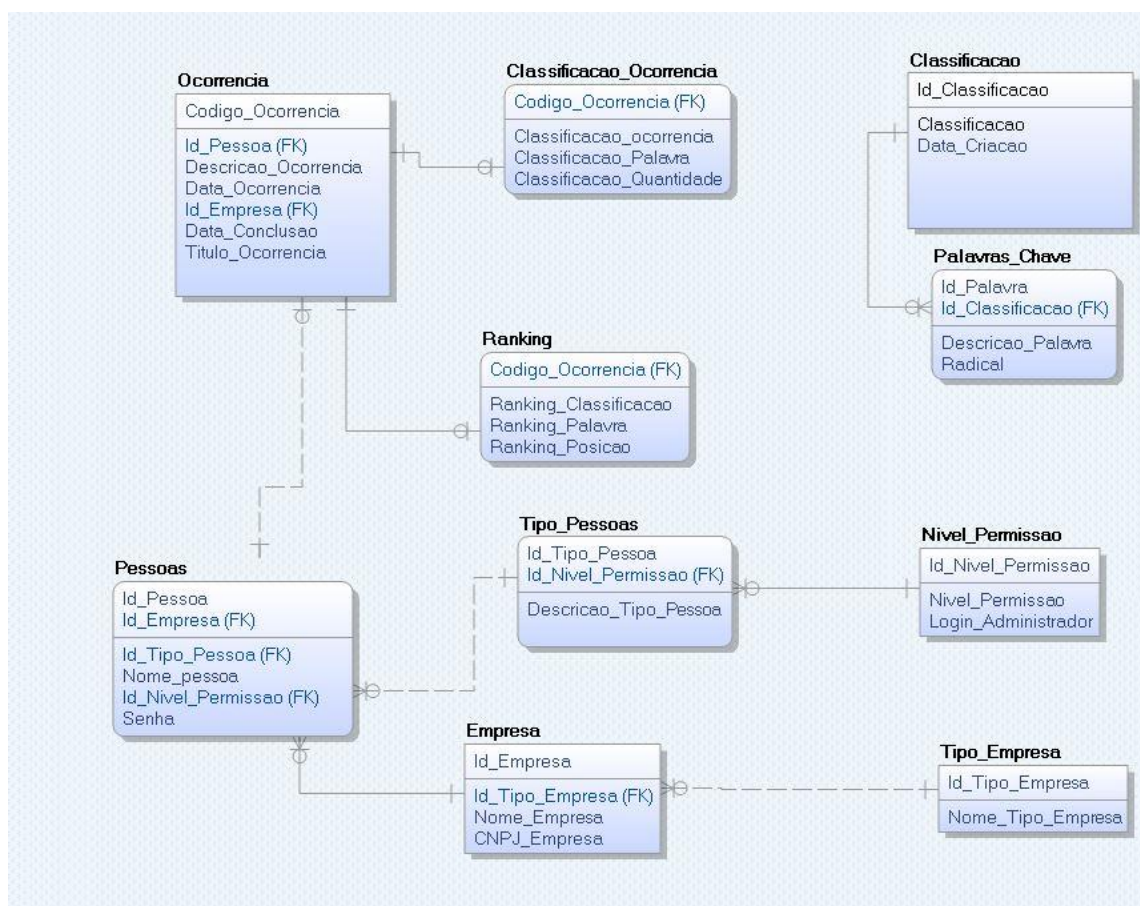 Ocorrencia
Codigo_Ocorrencia
Id_Pessoa (FK)
Descricao_Ocorrencia
Data_Ocorrencia
Id_Empresa (FK)
Data_Conclusao
Titulo_Ocorrencia
Classificacao_Ocorrencia
Codigo_Ocorrencia (FK)
Classificacao_ocorrencia
Classificacao_Palavra
Classificacao_Quantidade
Classificacao
Id_Classificacao
Classificacao
Data_Criacao
Palavras_Chave
Id_Palavra
Id_Classificacao (FK)
Descricao_Palavra
Radical
Ranking
Codigo_Ocorrencia (FK)
Ranking_Classificacao
Ranking_Palavra
Ranking_Posicao
Pessoas
Id_Pessoa
Id_Empresa (FK)
Id_Tipo_Pessoa (FK)
Nome_pessoa
Id_Nivel_Permissao (FK)
Senha
Tipo_Pessoas
Id_Tipo_Pessoa
Id_Nivel_Permissao (FK)
Descricao_Tipo_Pessoa
Nivel_Permissao
Id_Nivel_Permissao
Nivel_Permissao
Login_Administrador
Empresa
Id_Empresa
Id_Tipo_Empresa (FK)
Nome_Empresa
CNPJ_Empresa
Tipo_Empresa
Id_Tipo_Empresa
Nome_Tipo_Empresa